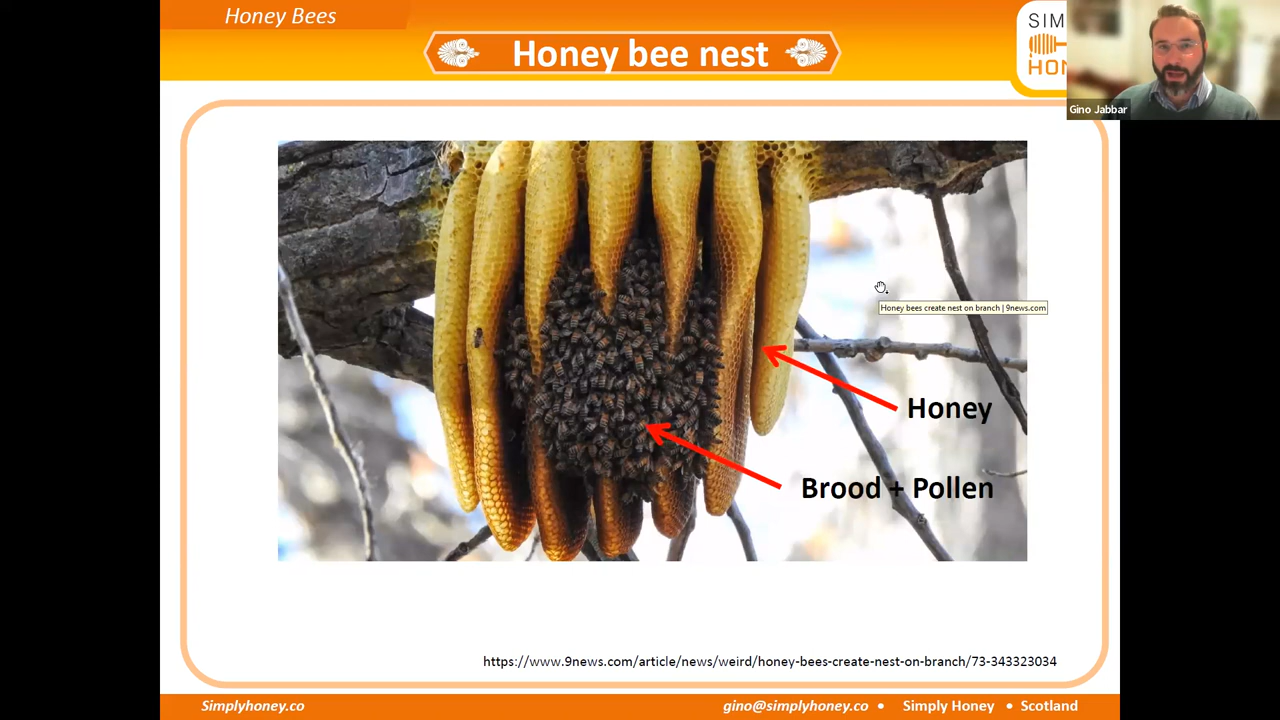 Honey Bees
Honey bee nest
SIM
HON
Gino Jabbar
Honey bees create nest on branch | 9news.com
Honey
Brood + Pollen
https://www.9news.com/article/news/weird/honey-bees-create-nest-on-branch/73-343323034
Simplyhoney.co
gino@simplyhoney.co • Simply Honey • Scotland